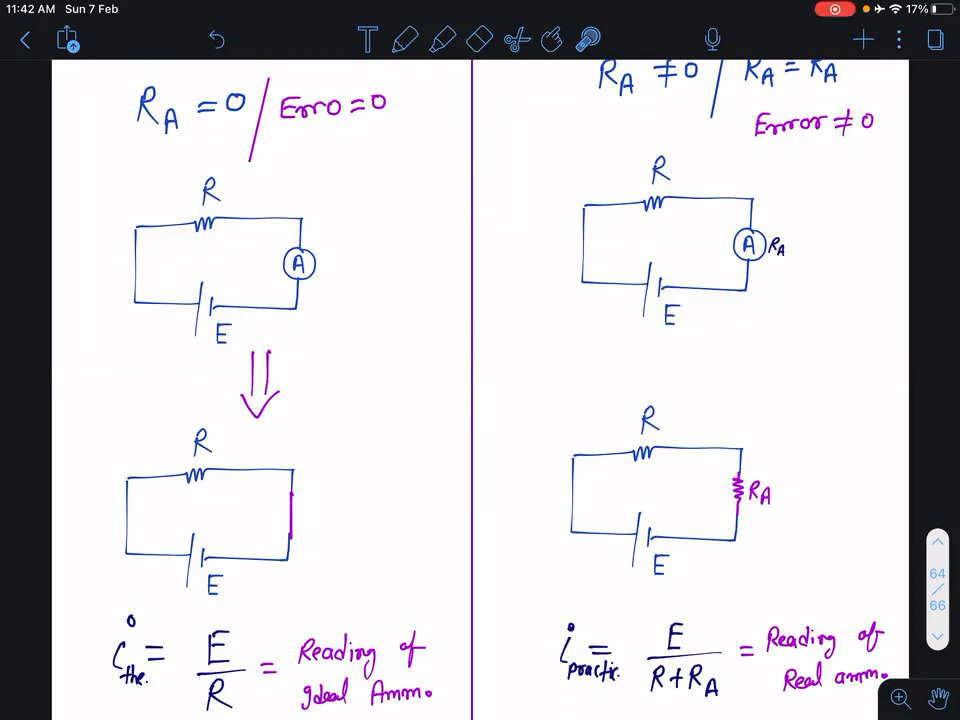 11:42 AM Sun 7 Feb
17%
T
R_A = 0 / Erro = 0
R
A
E
R
E
i_the. = E/R = Reading of Ideal Amm.
R_A ≠ 0 / R_A = R_A
Error ≠ 0
R
A R_A
E
R
R_A
E
i_practic. = E/(R+R_A) = Reading of Real amm.
64
/
66